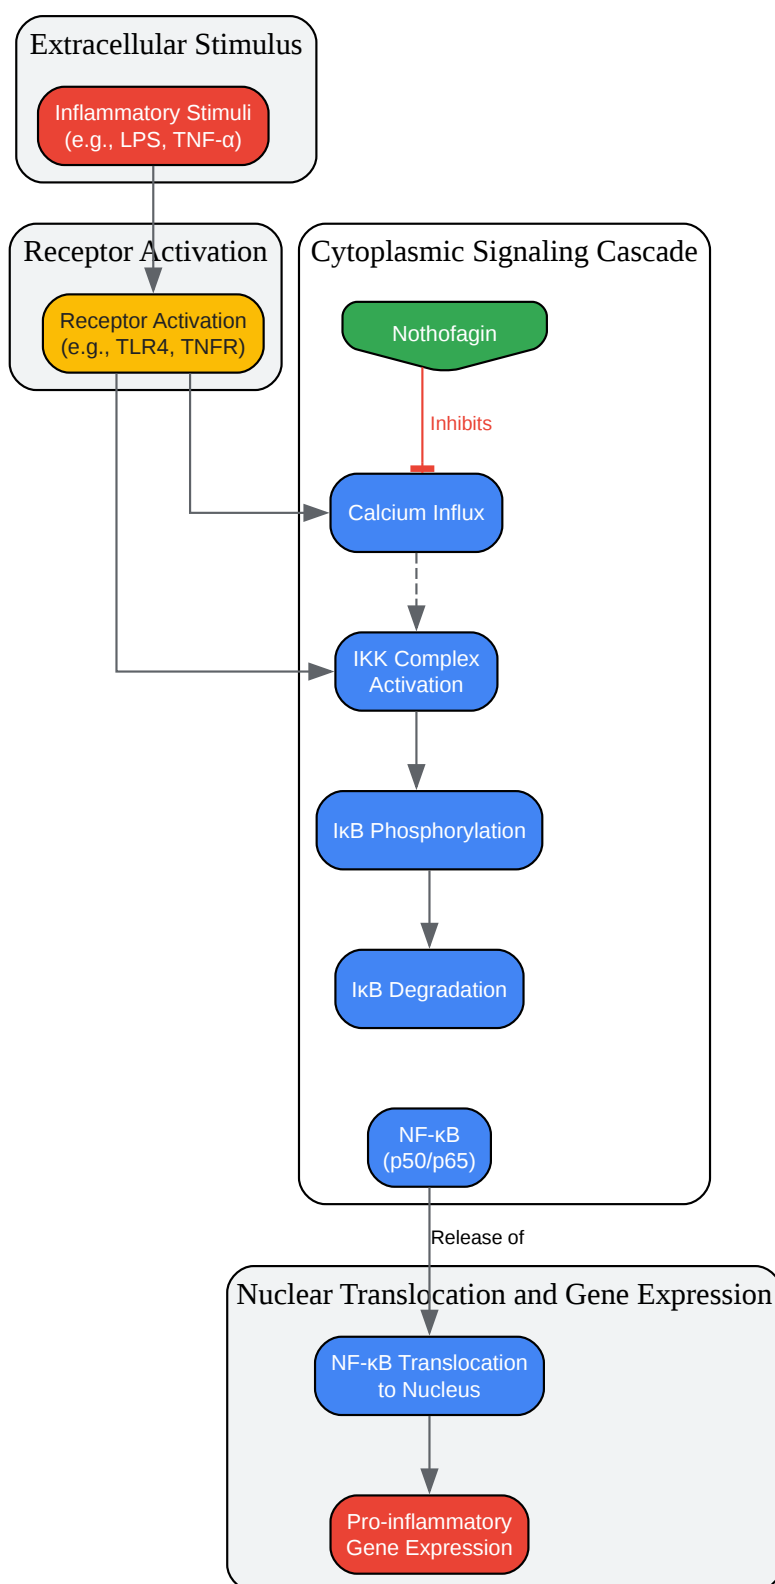 Extracellular Stimulus
Inflammatory Stimuli
(e.g., LPS, TNF-α)
Receptor Activation
Receptor Activation
(e.g., TLR4, TNFR)
Cytoplasmic Signaling Cascade
Nothofagin
Inhibits
Calcium Influx
IKK Complex
Activation
IκB Phosphorylation
IκB Degradation
NF-κB
(p50/p65)
Release of
Nuclear Translocation and Gene Expression
NF-κB Translocation
to Nucleus
Pro-inflammatory
Gene Expression